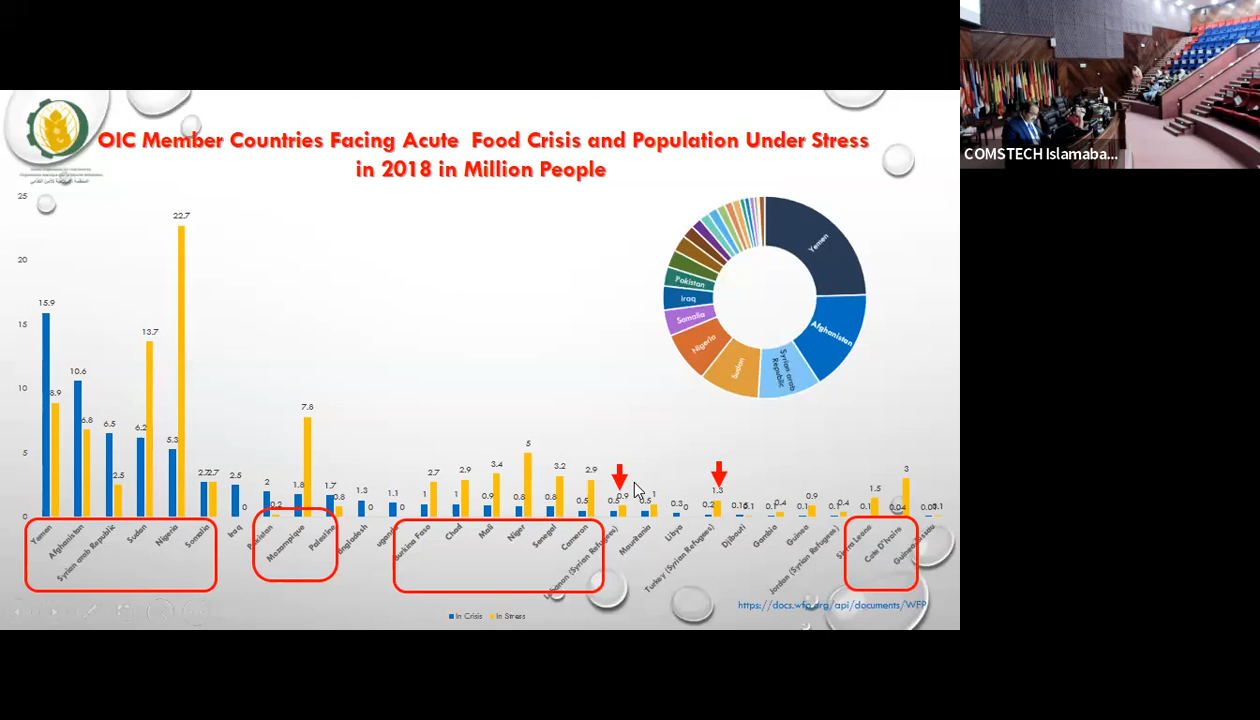 OIC Member Countries Facing Acute Food Crisis and Population Under Stress
in 2018 in Million People
COMSTECH Islamaba...
25
20
15
10
5
0
15.9
8.9
10.6
6.8
6.5
2.5
6.2
13.7
5.3
22.7
2.7
2.7
2.5
0
2
0.2
1.8
7.8
1.7
0.8
1.3
0
1.1
0
1
2.7
1
2.9
0.9
3.4
0.8
5
0.8
3.2
0.5
2.9
0.5
0.9
0.5
1
0.3
0
0.2
1.3
0.1
0.4
0.1
0.9
0.1
0.4
0.1
1.5
0.04
3
Yemen
Afghanistan
Syrian arab Republic
Sudan
Nigeria
Somalia
Iraq
Pakistan
Mozampique
Palestine
Bngladesh
uganda
Burkina Faso
Chad
Mali
Niger
Senegal
Cameron
Lebanon (Syrian Refugees)
Mauritania
Libya
Turkey (Syrian Refugees)
Djibouti
Gambia
Guinea
Jordan (Syrian Refugees)
Sierra Leone
Cote D'Ivoire
Guinea-Bissau
Yemen
Afghanistan
Syrian arab
Republic
Sudan
Nigeria
Somalia
Iraq
Pakistan
https://docs.wfp.org/api/documents/WFP
In Crisis
In Stress